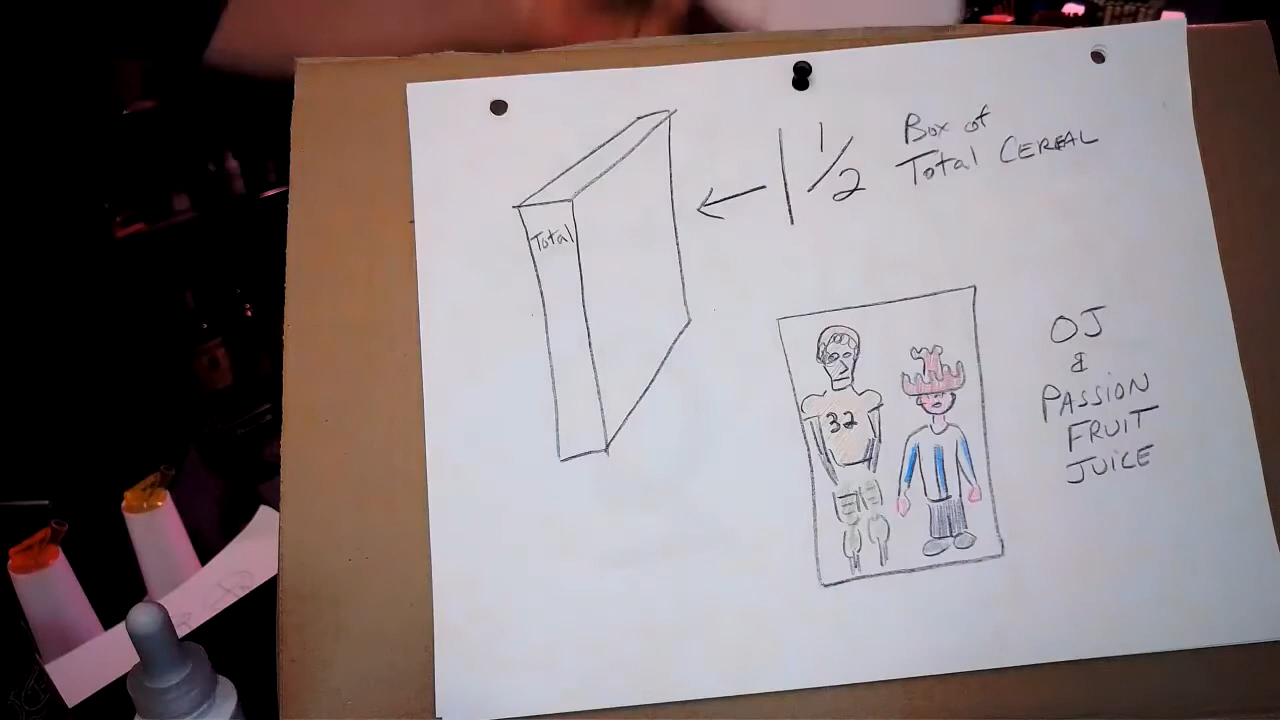 Total
1 1/2
Box of
Total CEREAL
32
OJ
&
PASSION
FRUIT
JUICE